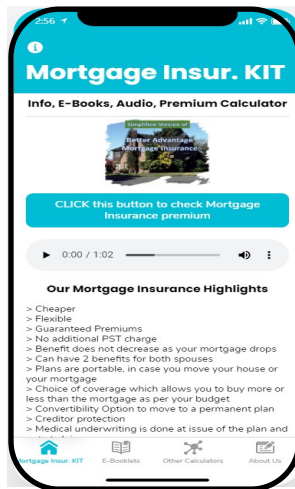 2:56
Mortgage Insur. KIT
Info, E-Books, Audio, Premium Calculator
Simplified lineage of
Better Advantage
Mortgage Insurance
CLICK this button to check Mortgage
Insurance premium
0:00 / 1:02
Our Mortgage Insurance Highlights
> Cheaper
> Flexible
> Guaranteed Premiums
> No additional PST charge
> Benefit does not decrease as your mortgage drops
> Can have 2 benefits for both spouses
> Plans are portable, in case you move your house or
your mortgage
> Choice of coverage which allows you to buy more or
less than the mortgage as per your budget
> Convertibility Option to move to a permanent plan
> Creditor protection
> Medical underwriting is done at issue of the plan and
Mortgage Insur. KIT
E-Booklets
Other Calculators
About Us